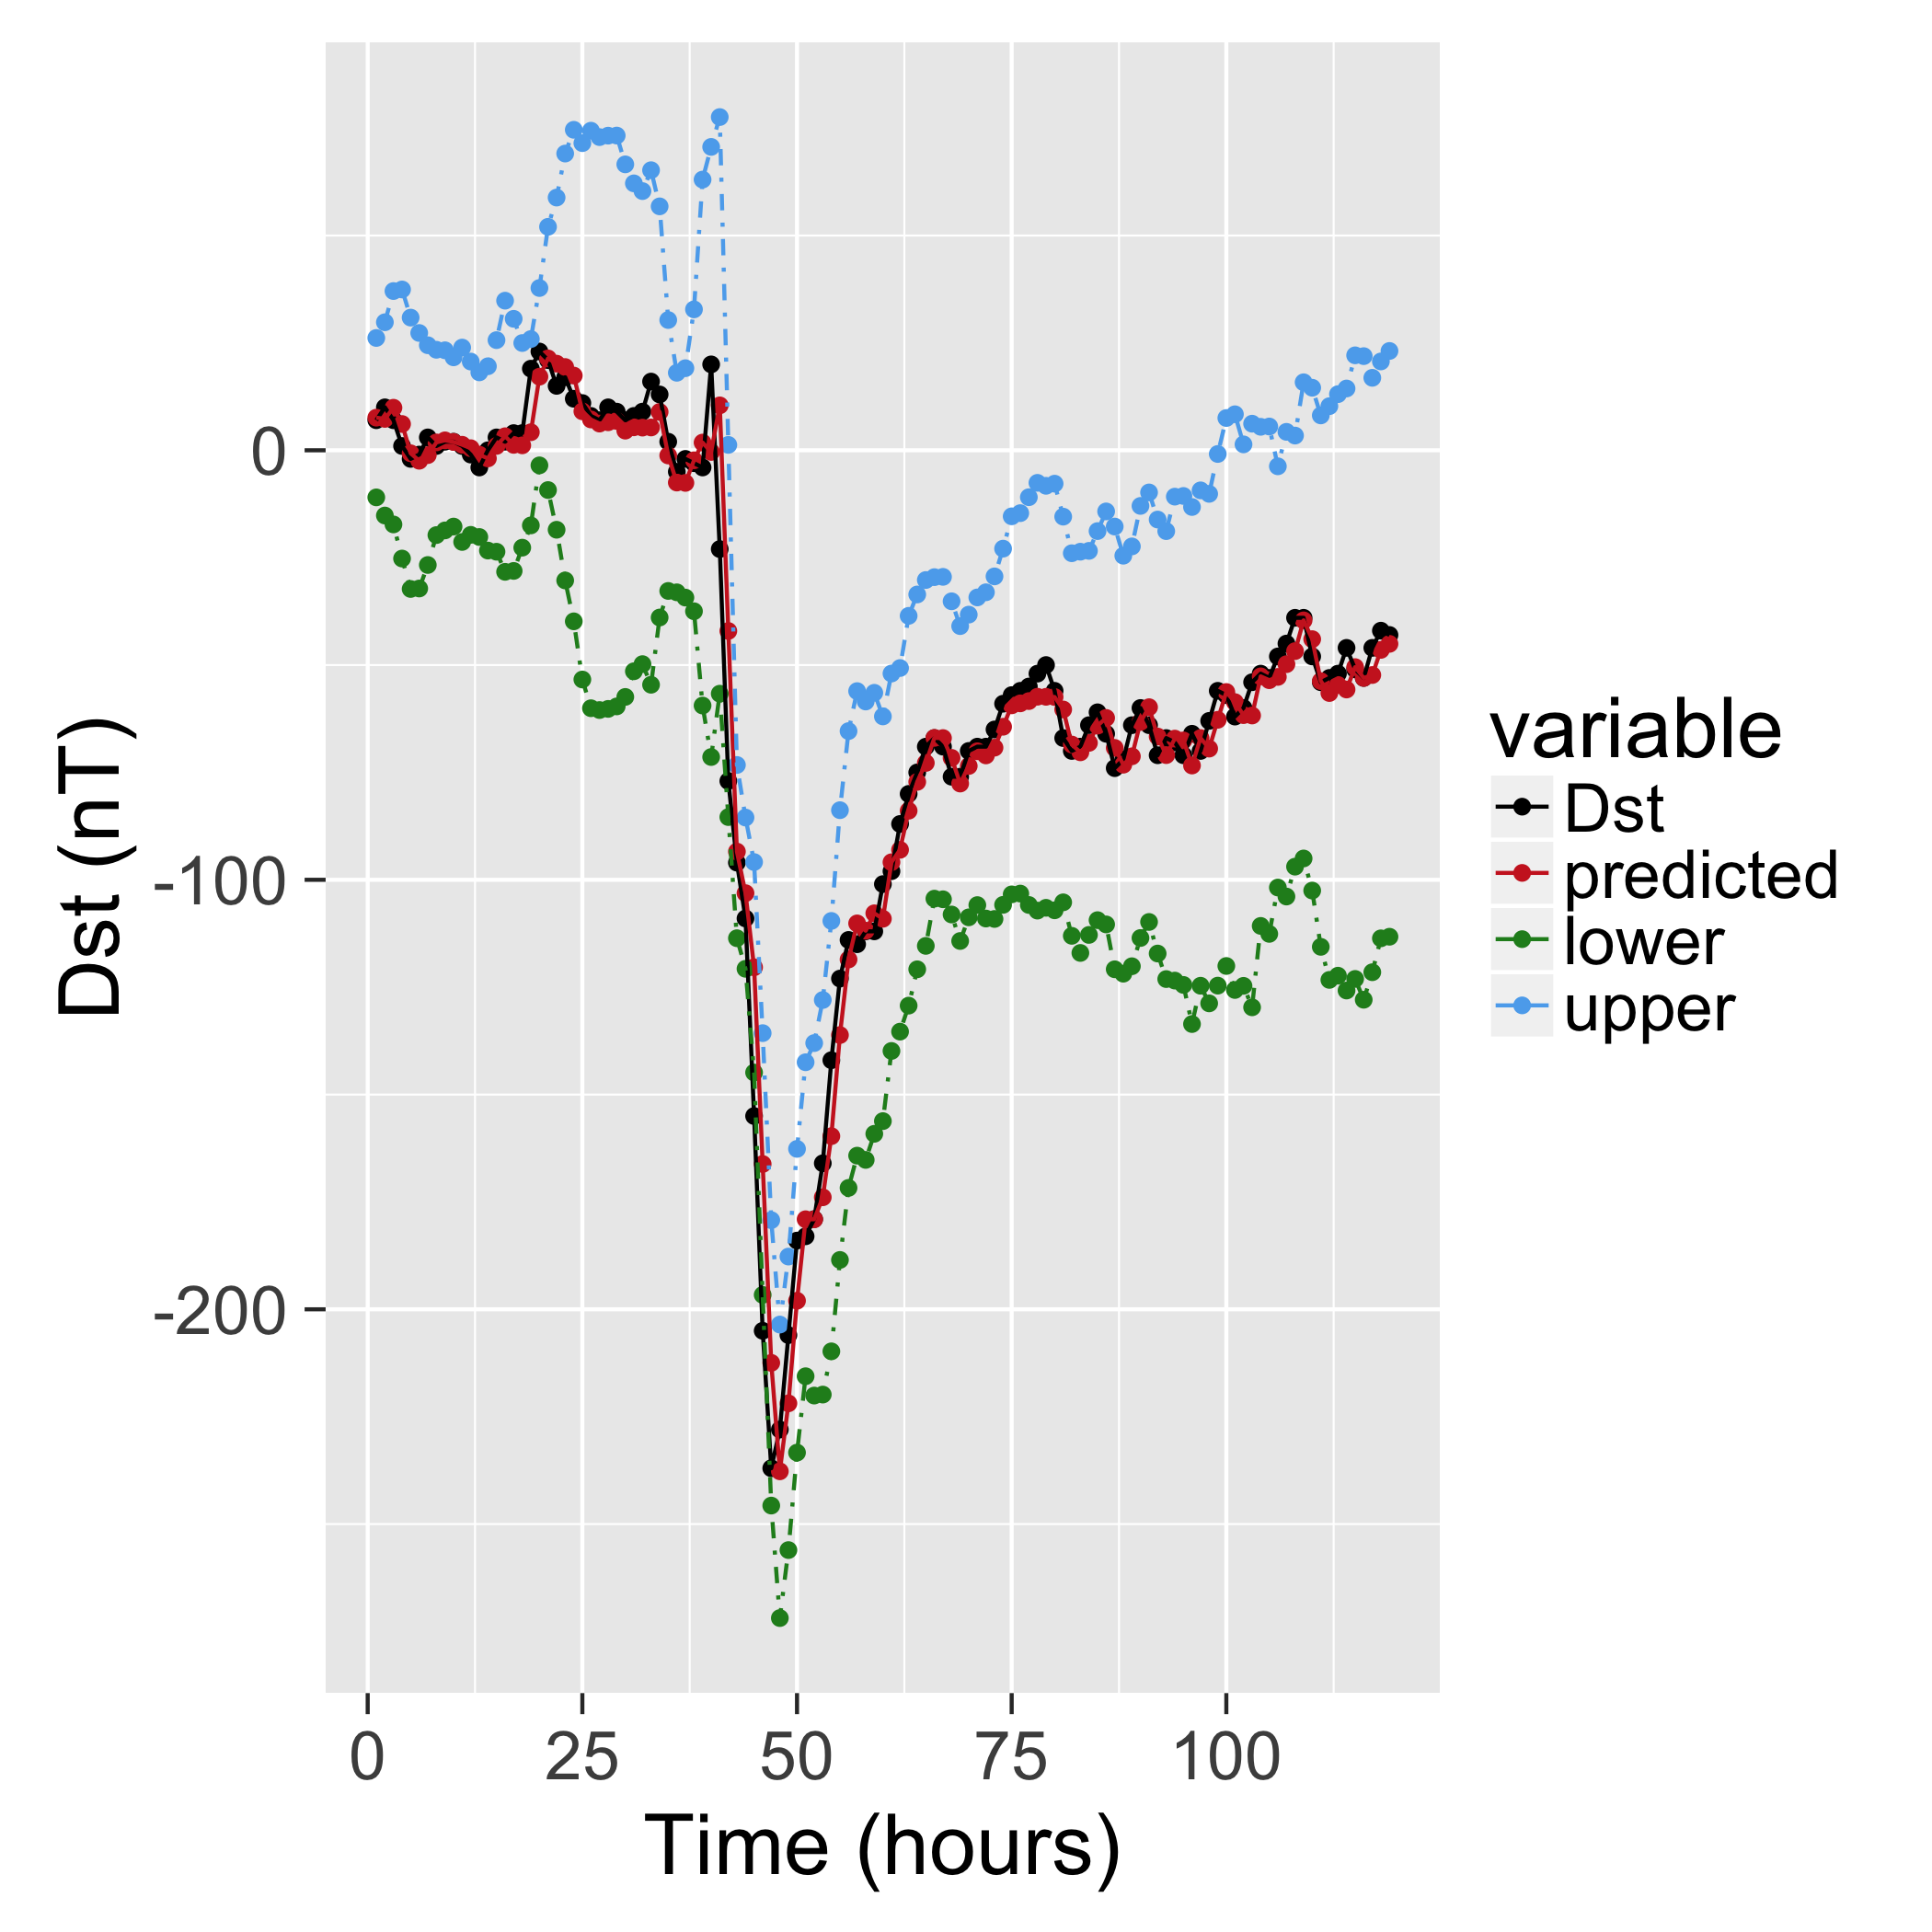 Dst (nT)
0
-100
-200
0 25 50 75 100
Time (hours)
variable
Dst
predicted
lower
upper